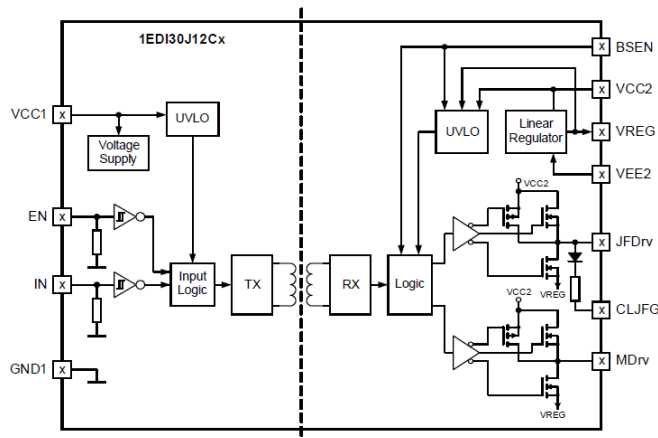 1EDI30J12Cx
BSEN
VCC2
VCC1
UVLO
Voltage
Supply
UVLO
Linear
Regulator
VREG
VEE2
VCC2
EN
JFDrv
IN
Input
Logic
TX
RX
Logic
VREG
CLJFG
VCC2
GND1
MDrv
VREG
X
X
X
X
X
X
X
X
X
X
X